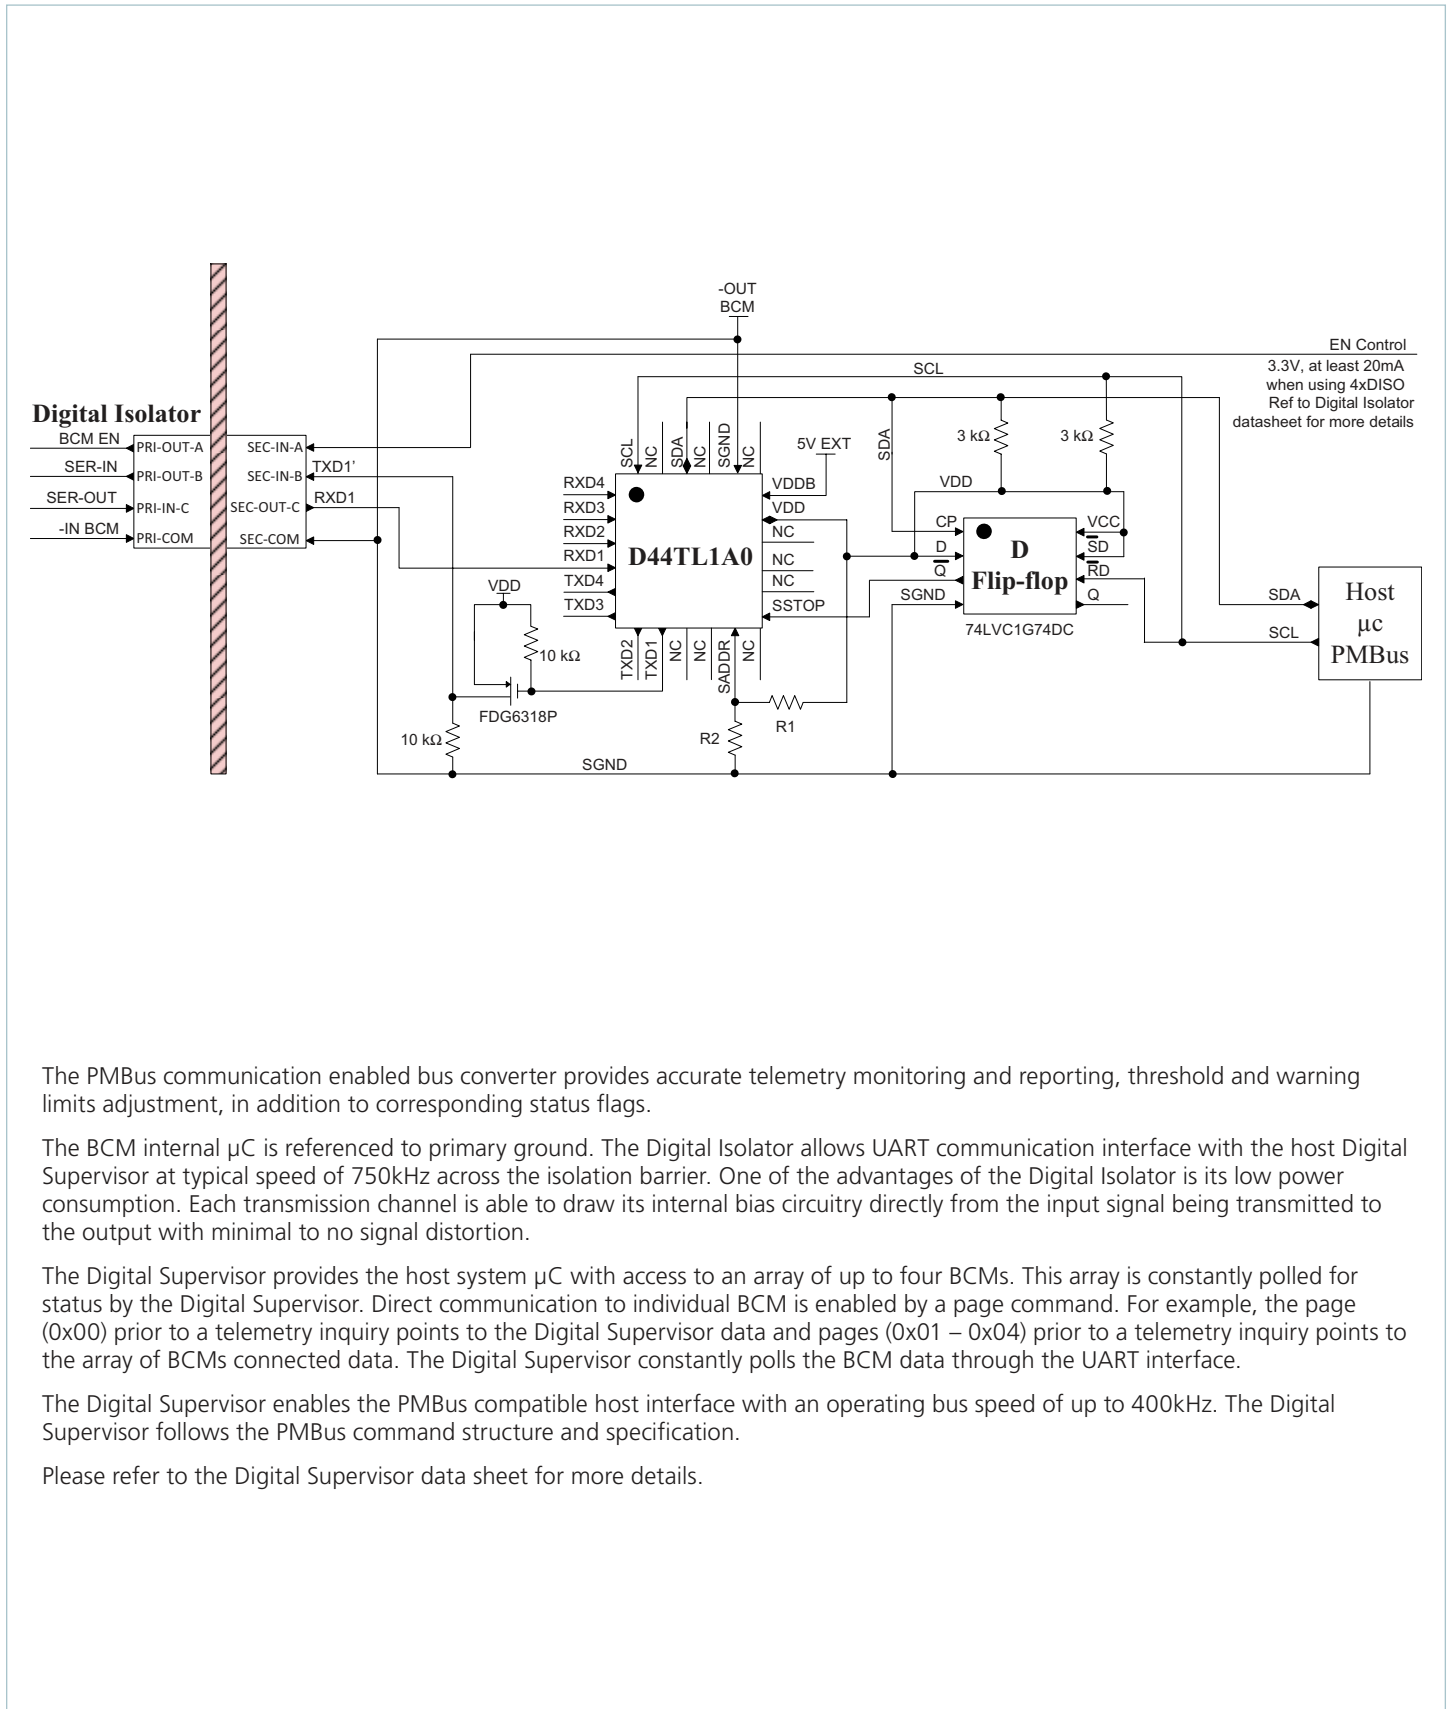 -OUT
BCM
EN Control
3.3V, at least 20mA
when using 4xDISO
Ref to Digital Isolator
datasheet for more details
SCL
Digital Isolator
BCM EN
PRI-OUT-A
SEC-IN-A
SER-IN
PRI-OUT-B
SEC-IN-B
TXD1’
SER-OUT
PRI-IN-C
SEC-OUT-C
RXD1
-IN BCM
PRI-COM
SEC-COM
SCL
NC
SDA
NC
SGND
NC
5V EXT
SDA
3 kΩ
3 kΩ
RXD4
RXD3
RXD2
RXD1
TXD4
TXD3
D44TL1A0
VDDB
VDD
NC
NC
NC
SSTOP
TXD2
TXD1
NC
NC
SADDR
NC
VDD
CP
D
Q
SGND
D
Flip-flop
VCC
SD
RD
Q
74LVC1G74DC
SDA
SCL
Host
µc
PMBus
VDD
10 kΩ
FDG6318P
10 kΩ
R1
R2
SGND
The PMBus communication enabled bus converter provides accurate telemetry monitoring and reporting, threshold and warning
limits adjustment, in addition to corresponding status flags.
The BCM internal µC is referenced to primary ground. The Digital Isolator allows UART communication interface with the host Digital
Supervisor at typical speed of 750kHz across the isolation barrier. One of the advantages of the Digital Isolator is its low power
consumption. Each transmission channel is able to draw its internal bias circuitry directly from the input signal being transmitted to
the output with minimal to no signal distortion.
The Digital Supervisor provides the host system µC with access to an array of up to four BCMs. This array is constantly polled for
status by the Digital Supervisor. Direct communication to individual BCM is enabled by a page command. For example, the page
(0x00) prior to a telemetry inquiry points to the Digital Supervisor data and pages (0x01 – 0x04) prior to a telemetry inquiry points to
the array of BCMs connected data. The Digital Supervisor constantly polls the BCM data through the UART interface.
The Digital Supervisor enables the PMBus compatible host interface with an operating bus speed of up to 400kHz. The Digital
Supervisor follows the PMBus command structure and specification.
Please refer to the Digital Supervisor data sheet for more details.